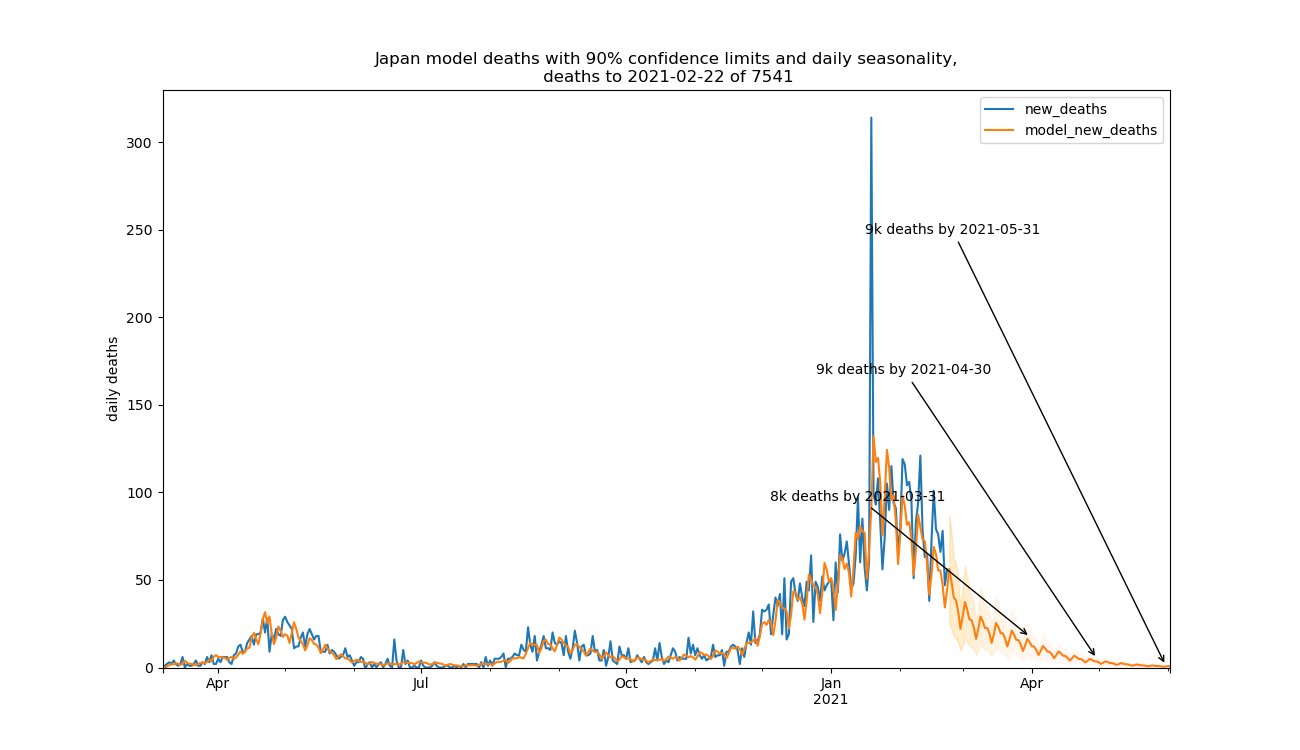 Japan model deaths with 90% confidence limits and daily seasonality,
deaths to 2021-02-22 of 7541
new_deaths
model_new_deaths
300
250
200
150
100
50
0
daily deaths
9k deaths by 2021-05-31
9k deaths by 2021-04-30
8k deaths by 2021-03-31
Apr
Jul
Oct
Jan
2021
Apr